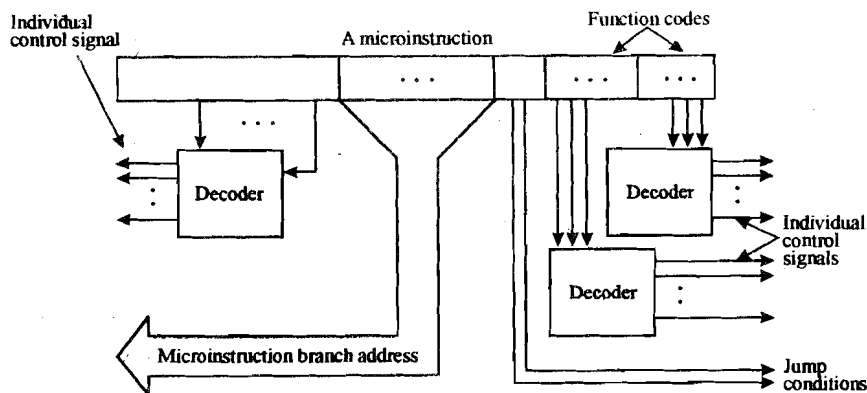 Individual
control signal
A microinstruction
Function codes
. . .
. . .
. . .
. . .
Decoder
Decoder
Individual
control
signals
Decoder
Microinstruction branch address
Jump
conditions